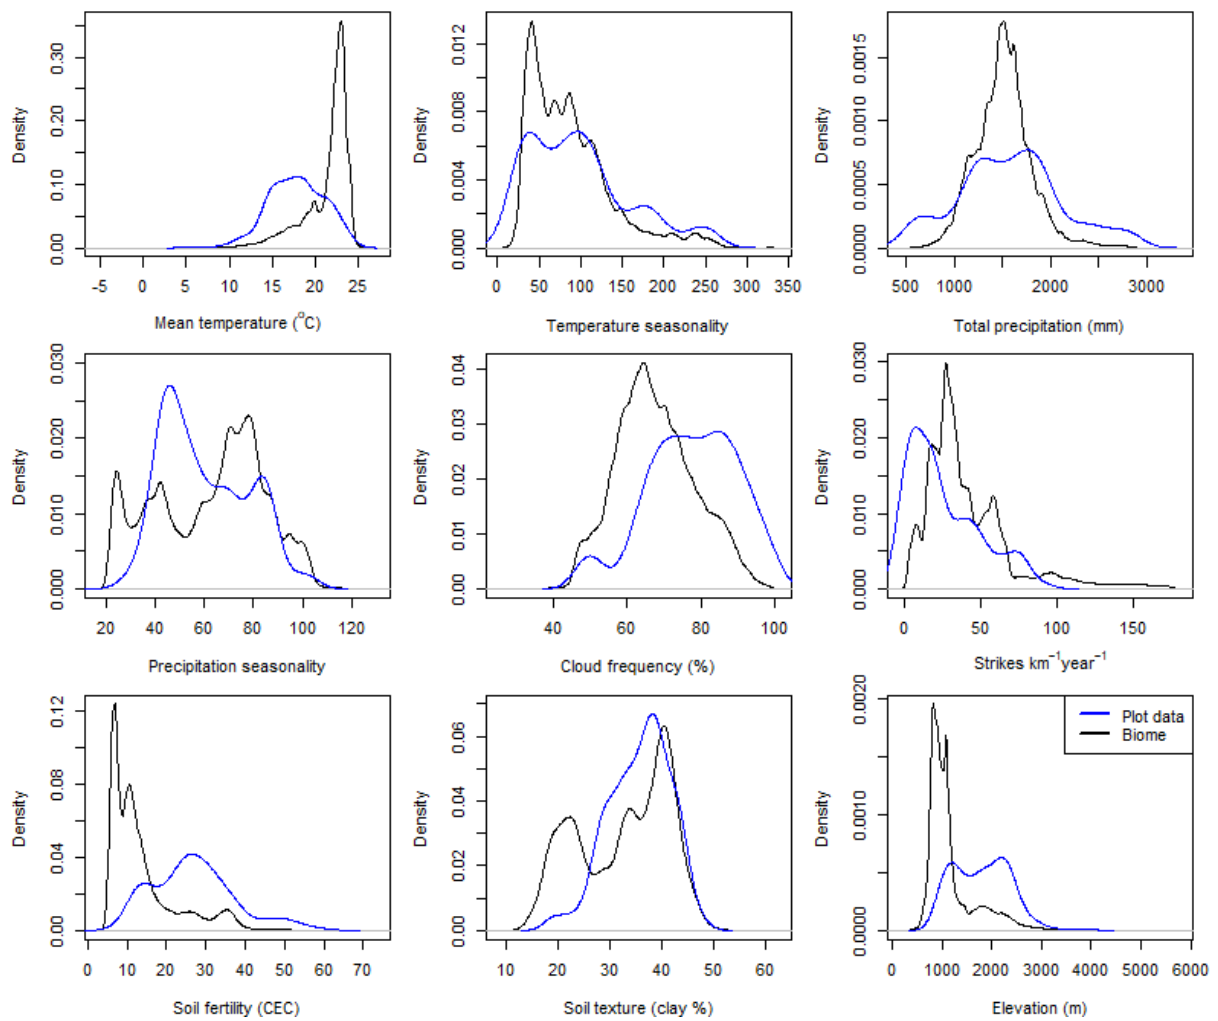 Density
0.00 0.10 0.20 0.30
-5 0 5 10 15 20 25
Mean temperature (°C)
Density
0.000 0.004 0.008 0.012
0 50 100 150 200 250 300 350
Temperature seasonality
Density
0.0000 0.0005 0.0010 0.0015
500 1000 2000 3000
Total precipitation (mm)
Density
0.000 0.010 0.020 0.030
20 40 60 80 100 120
Precipitation seasonality
Density
0.00 0.01 0.02 0.03 0.04
40 60 80 100
Cloud frequency (%)
Density
0.000 0.010 0.020 0.030
0 50 100 150
Strikes km⁻¹year⁻¹
Density
0.00 0.04 0.08 0.12
0 10 20 30 40 50 60 70
Soil fertility (CEC)
Density
0.00 0.02 0.04 0.06
10 20 30 40 50 60
Soil texture (clay %)
Density
0.0000 0.0010 0.0020
0 1000 2000 3000 4000 5000 6000
Elevation (m)
Plot data
Biome